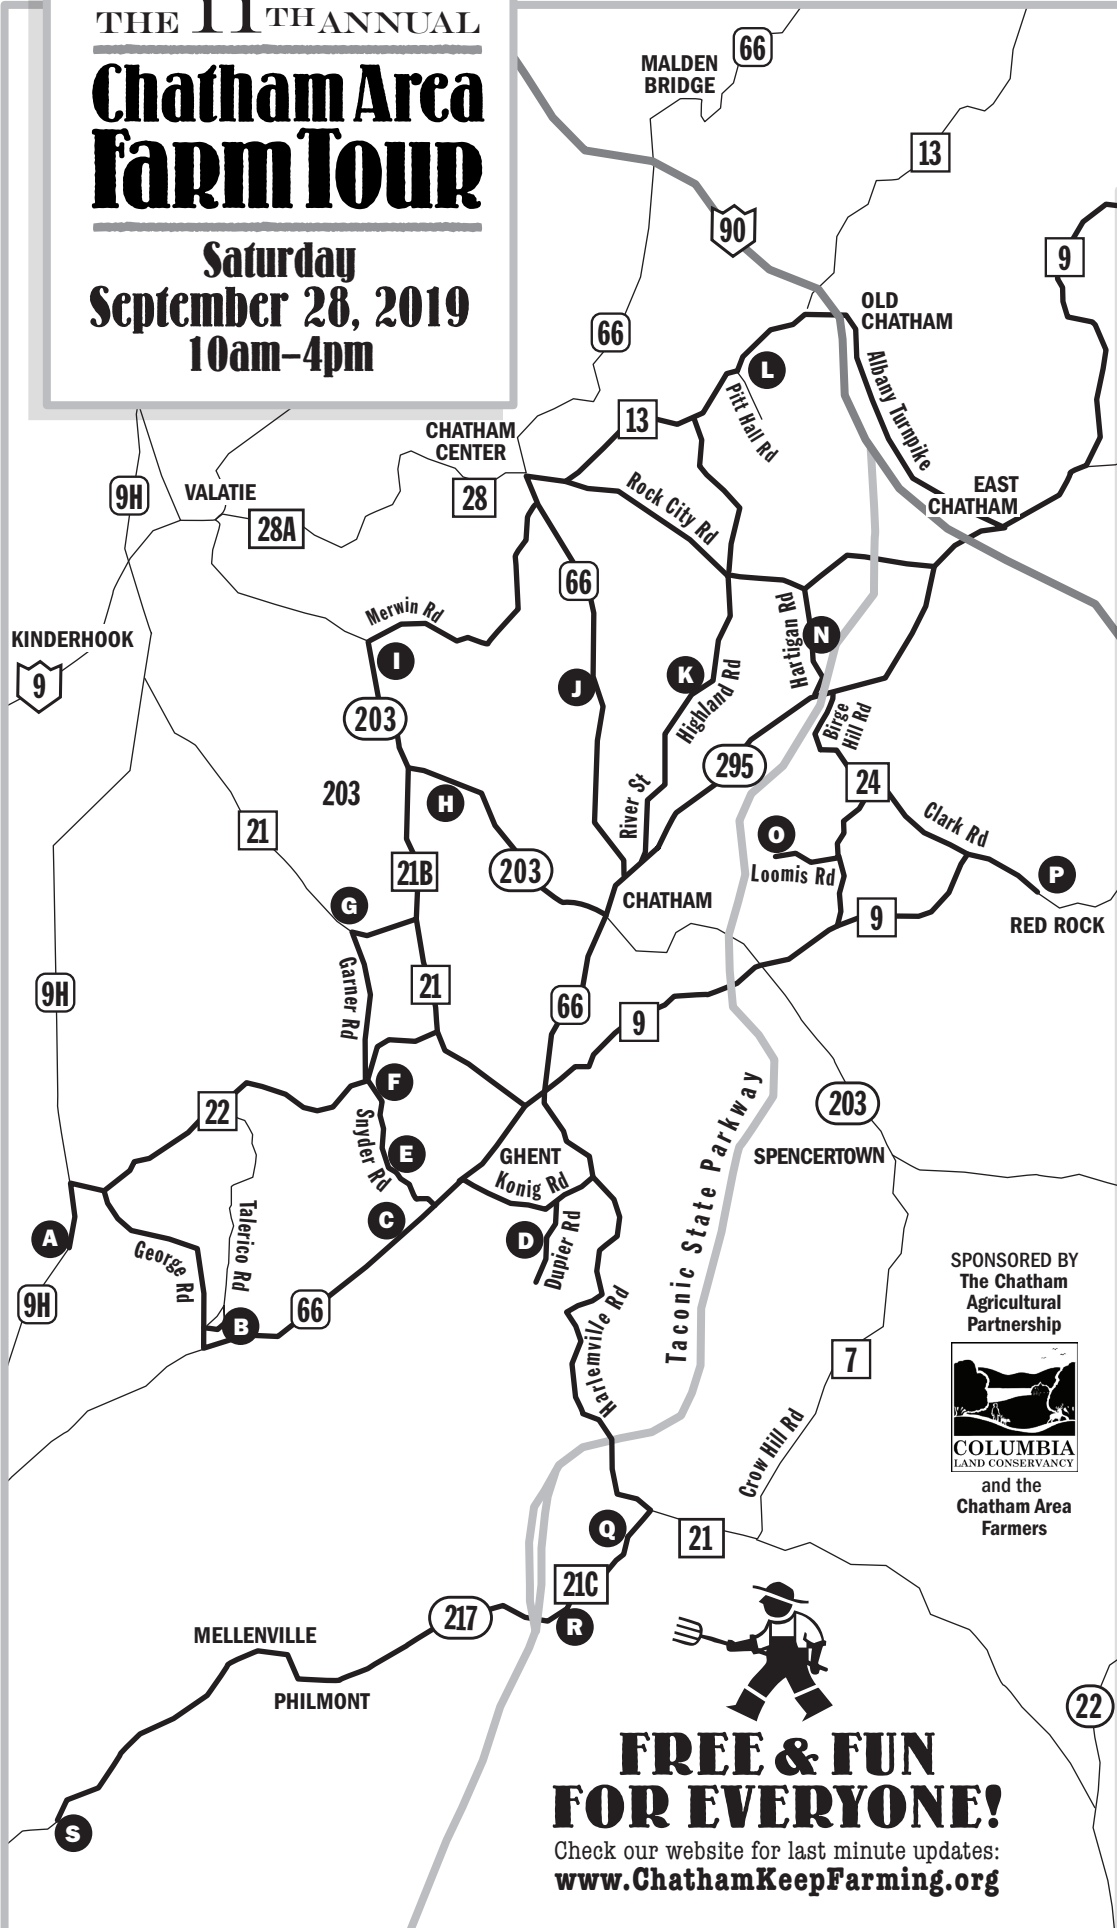 THE 11TH ANNUAL
Chatham Area
FARM TOUR
Saturday
September 28, 2019
10am–4pm
66
MALDEN
BRIDGE
13
90
9
66
OLD
CHATHAM
L
Albany Turnpike
Pitt Hall Rd
13
CHATHAM
CENTER
9H
VALATIE
28
28A
Rock City Rd
EAST
CHATHAM
66
Merwin Rd
Hartigan Rd
N
KINDERHOOK
9
I
J
K
Highland Rd
203
Birge
Hill Rd
295
24
203
H
River St
21
O
Clark Rd
21B
203
Loomis Rd
P
G
CHATHAM
9
RED ROCK
Garner Rd
21
9H
66
9
F
22
Snyder Rd
E
203
GHENT
SPENCERTOWN
Konig Rd
Taconic State Parkway
C
A
George Rd
Talerico Rd
D
Dupier Rd
9H
B
66
Harlemville Rd
SPONSORED BY
The Chatham
Agricultural
Partnership
COLUMBIA
LAND CONSERVANCY
and the
Chatham Area
Farmers
7
Crow Hill Rd
Q
21
21C
R
217
MELLENVILLE
PHILMONT
22
S
FREE & FUN
FOR EVERYONE!
Check our website for last minute updates:
www.ChathamKeepFarming.org